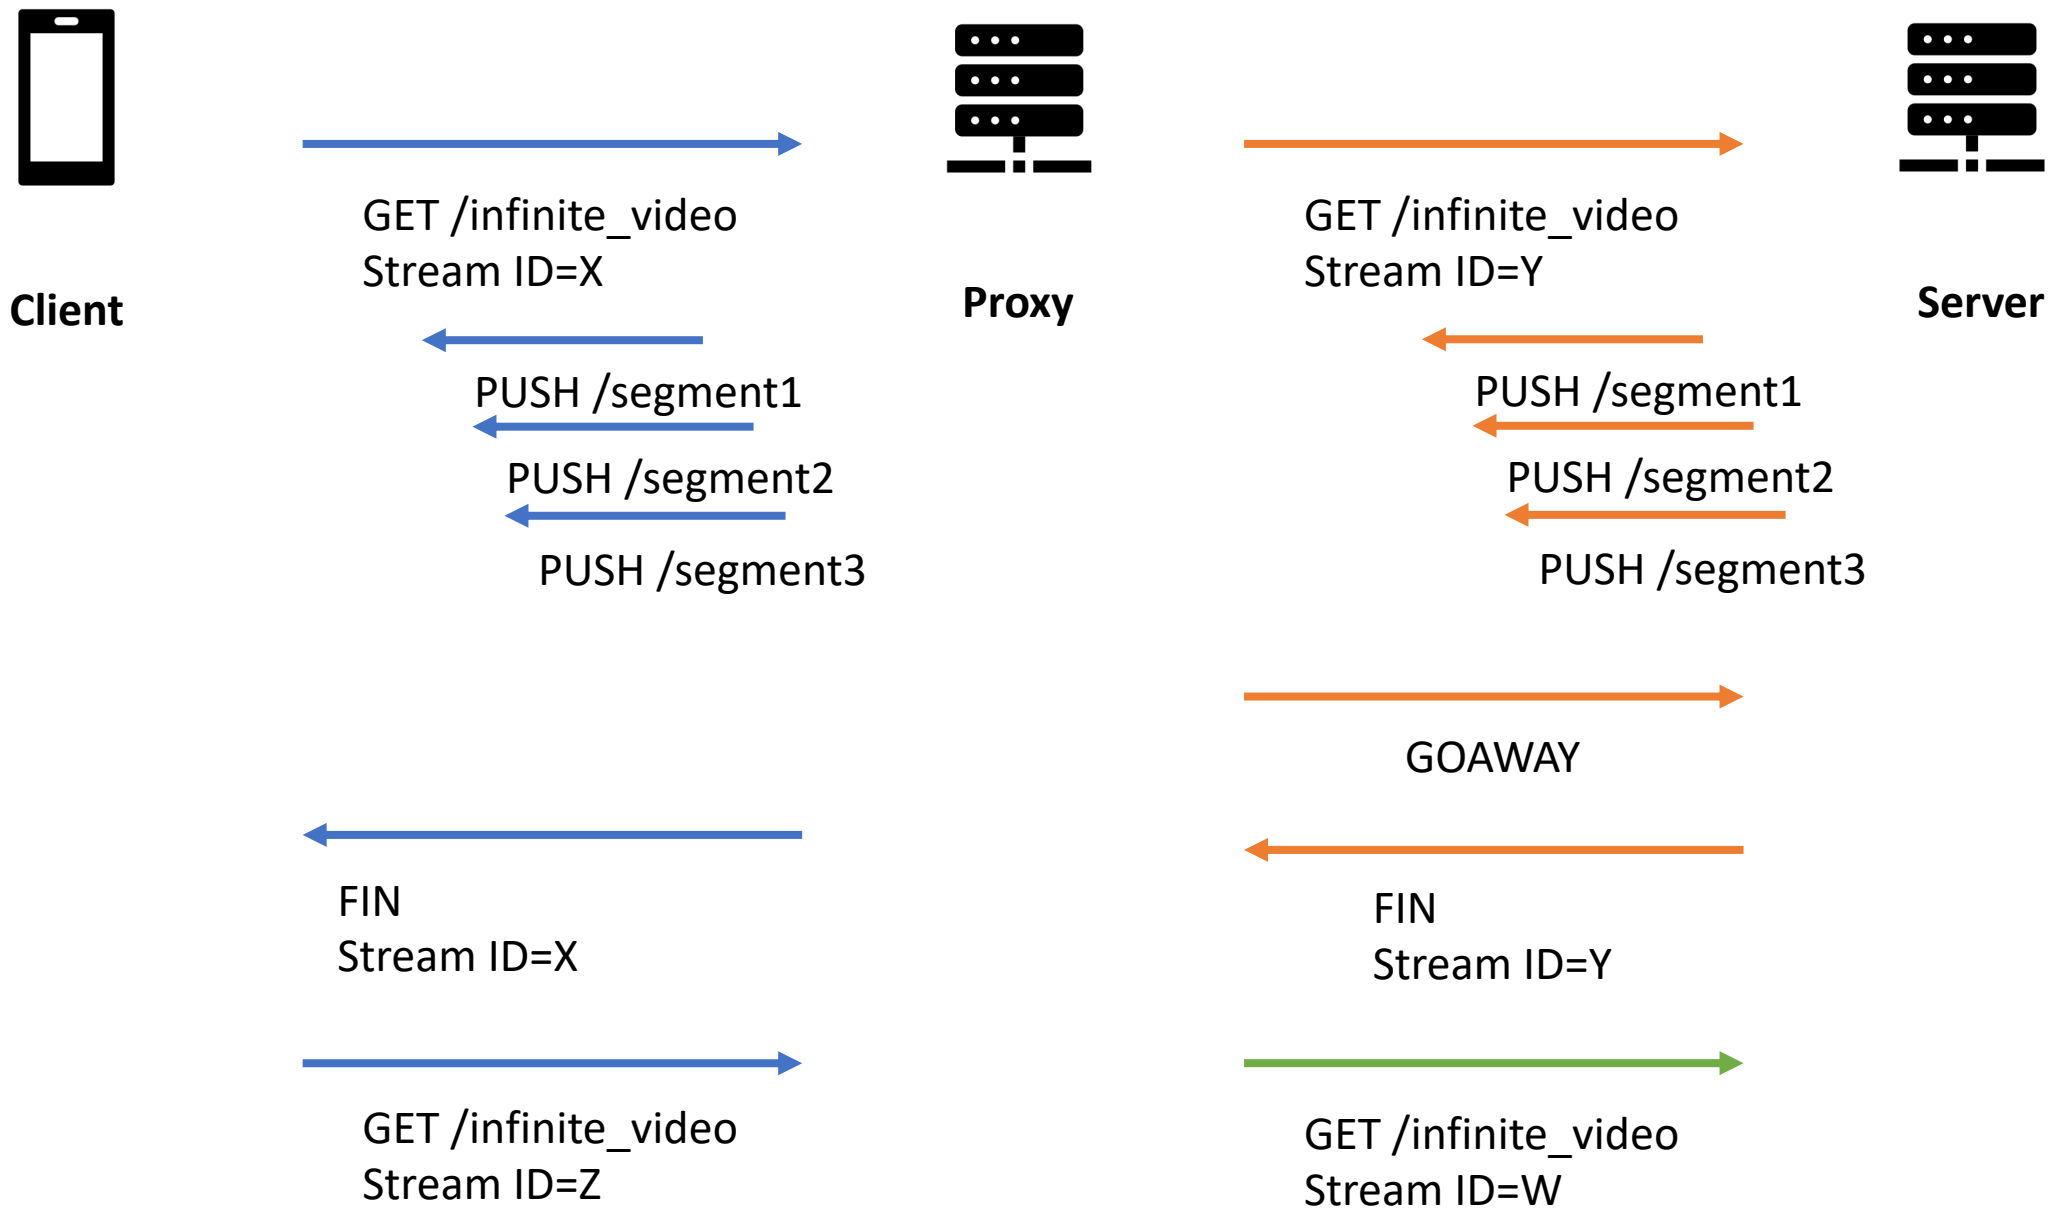 GET /infinite_video
Stream ID=X
GET /infinite_video
Stream ID=Y
Client
Proxy
Server
PUSH /segment1
PUSH /segment2
PUSH /segment3
PUSH /segment1
PUSH /segment2
PUSH /segment3
GOAWAY
FIN
Stream ID=X
FIN
Stream ID=Y
GET /infinite_video
Stream ID=Z
GET /infinite_video
Stream ID=W